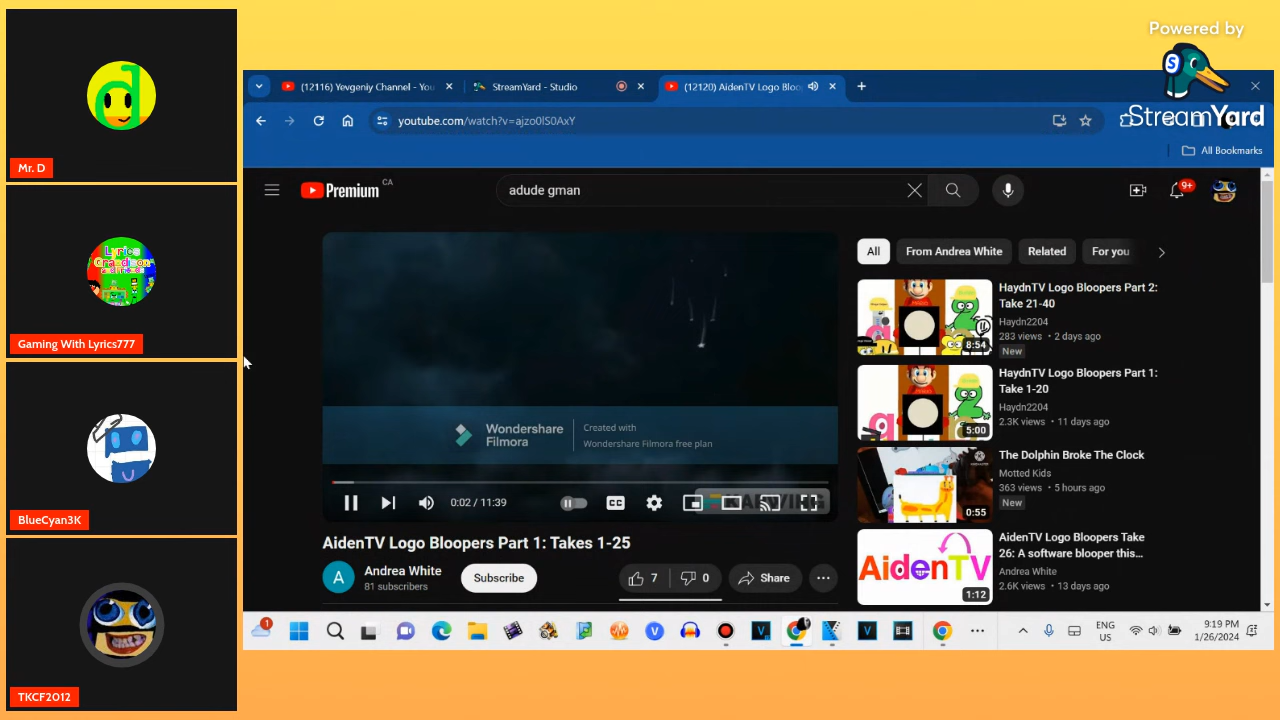 Powered by
StreamYard
Mr. D
Lyrics
Gaming With Lyrics777
BlueCyan3K
TKCF2012
(12116) Yevgeniy Channel - You
StreamYard - Studio
(12120) AidenTV Logo Bloop
youtube.com/watch?v=ajzo0lS0AxY
All Bookmarks
Premium CA
adude gman
9+
Wondershare
Filmora
Created with
Wondershare Filmora free plan
0:02 / 11:39
CC
KAPWING
AidenTV Logo Bloopers Part 1: Takes 1-25
A
Andrea White
81 subscribers
Subscribe
7
0
Share
All
From Andrea White
Related
For you
8:54
HaydnTV Logo Bloopers Part 2:
Take 21-40
Haydn2204
283 views • 2 days ago
New
5:00
HaydnTV Logo Bloopers Part 1:
Take 1-20
Haydn2204
2.3K views • 11 days ago
0:55
The Dolphin Broke The Clock
Motted Kids
363 views • 5 hours ago
New
AidenTV
1:12
AidenTV Logo Bloopers Take
26: A software blooper this...
Andrea White
2.6K views • 13 days ago
1
ENG
US
9:19 PM
1/26/2024